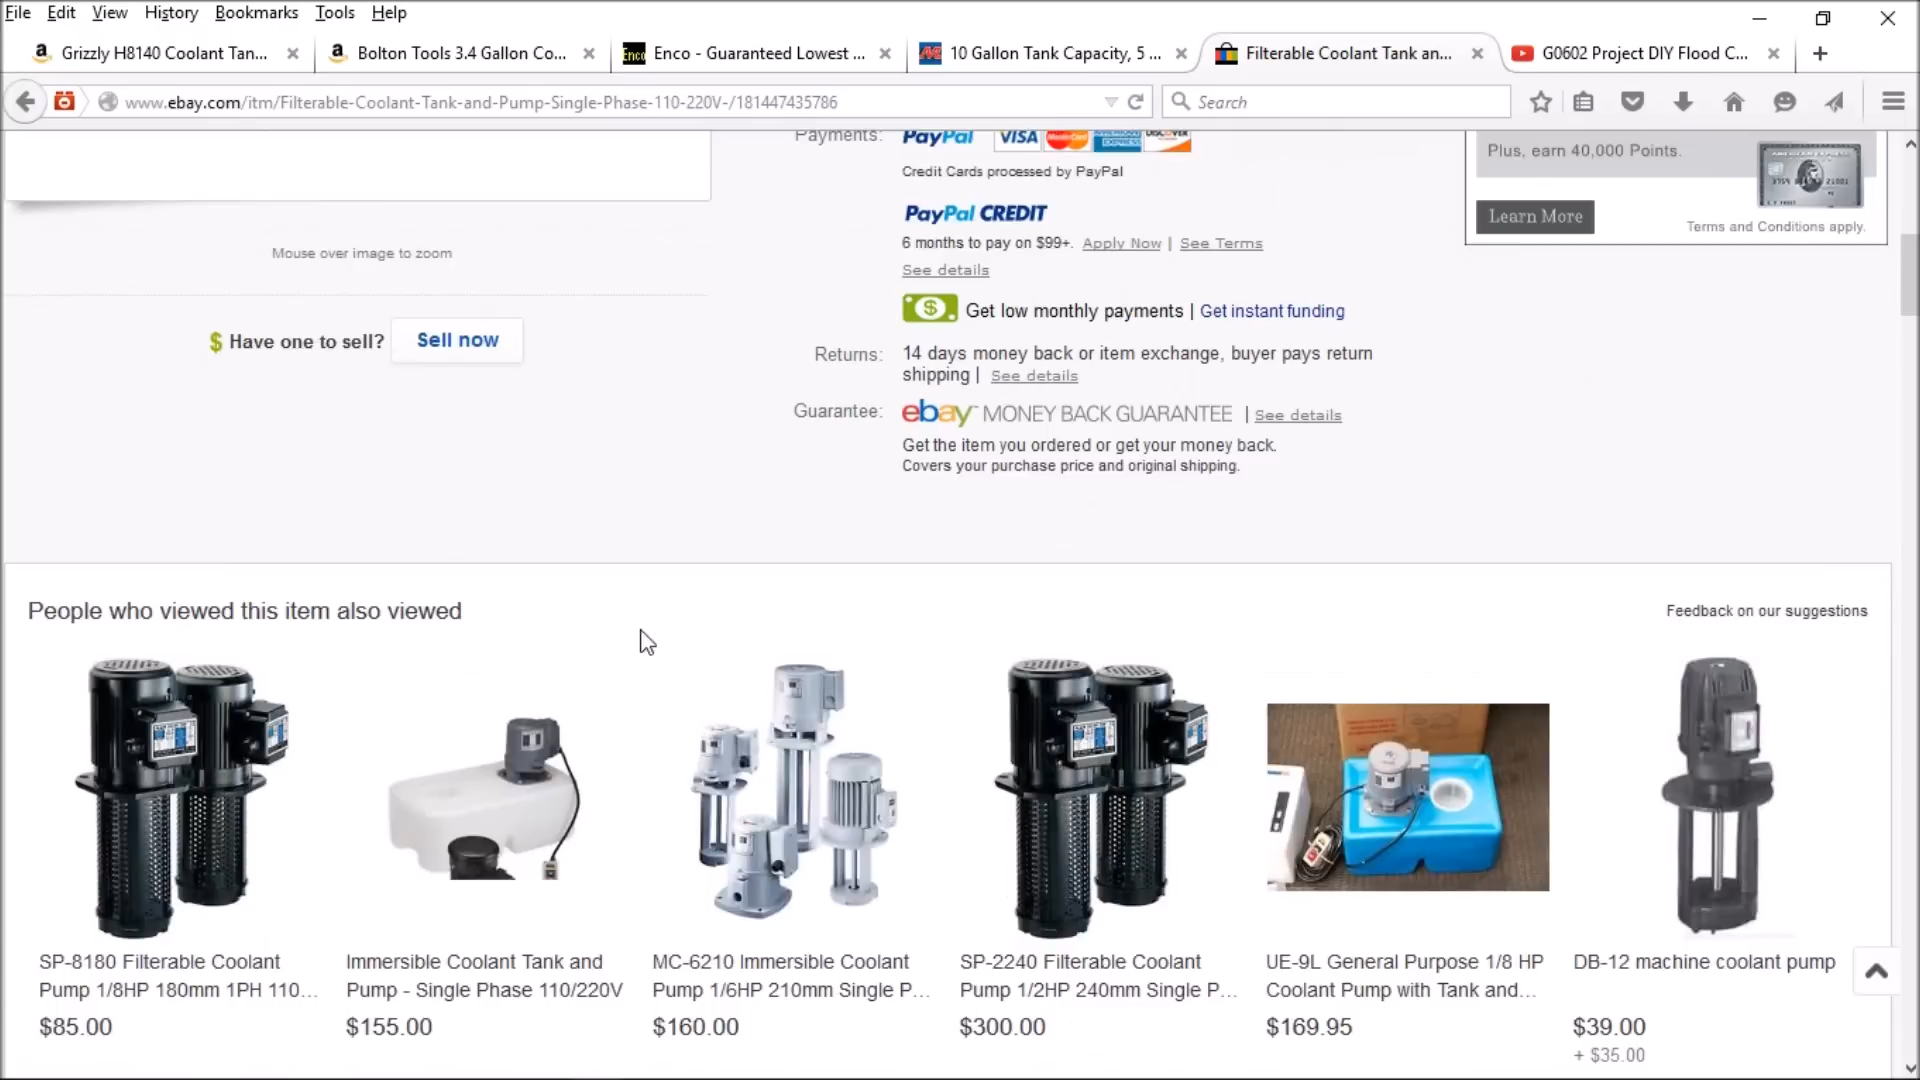 File Edit View History Bookmarks Tools Help
Grizzly H8140 Coolant Tan...
Bolton Tools 3.4 Gallon Co...
Enco
Enco - Guaranteed Lowest ...
10 Gallon Tank Capacity, 5 ...
Filterable Coolant Tank an...
G0602 Project DIY Flood C...
www.ebay.com/itm/Filterable-Coolant-Tank-and-Pump-Single-Phase-110-220V-/181447435786
Search
Payments:
PayPal VISA MasterCard AMERICAN EXPRESS DISCOVER
Credit Cards processed by PayPal
PayPal CREDIT
6 months to pay on $99+. Apply Now | See Terms
See details
Get low monthly payments | Get instant funding
Returns:
14 days money back or item exchange, buyer pays return
shipping | See details
Guarantee:
ebay MONEY BACK GUARANTEE | See details
Get the item you ordered or get your money back.
Covers your purchase price and original shipping.
Plus, earn 40,000 Points.
Learn More
Terms and Conditions apply.
Mouse over image to zoom
$ Have one to sell? Sell now
People who viewed this item also viewed
Feedback on our suggestions
SP-8180 Filterable Coolant
Pump 1/8HP 180mm 1PH 110...
$85.00
Immersible Coolant Tank and
Pump - Single Phase 110/220V
$155.00
MC-6210 Immersible Coolant
Pump 1/6HP 210mm Single P...
$160.00
SP-2240 Filterable Coolant
Pump 1/2HP 240mm Single P...
$300.00
UE-9L General Purpose 1/8 HP
Coolant Pump with Tank and...
$169.95
DB-12 machine coolant pump
$39.00
+ $35.00